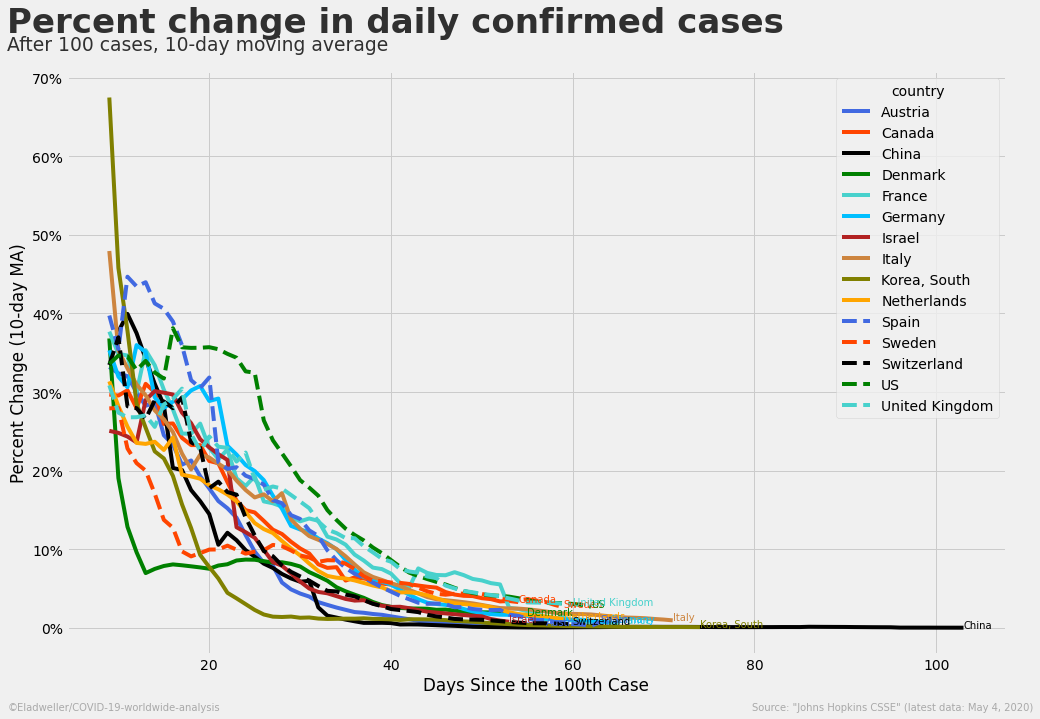 Percent change in daily confirmed cases
After 100 cases, 10-day moving average
Percent Change (10-day MA)
70%
60%
50%
40%
30%
20%
10%
0%
country
Austria
Canada
China
Denmark
France
Germany
Israel
Italy
Korea, South
Netherlands
Spain
Sweden
Switzerland
US
United Kingdom
Canada
United Kingdom
US
Denmark
Switzerland
Italy
Korea, South
China
20
40
60
80
100
Days Since the 100th Case
©Eladweller/COVID-19-worldwide-analysis
Source: "Johns Hopkins CSSE" (latest data: May 4, 2020)